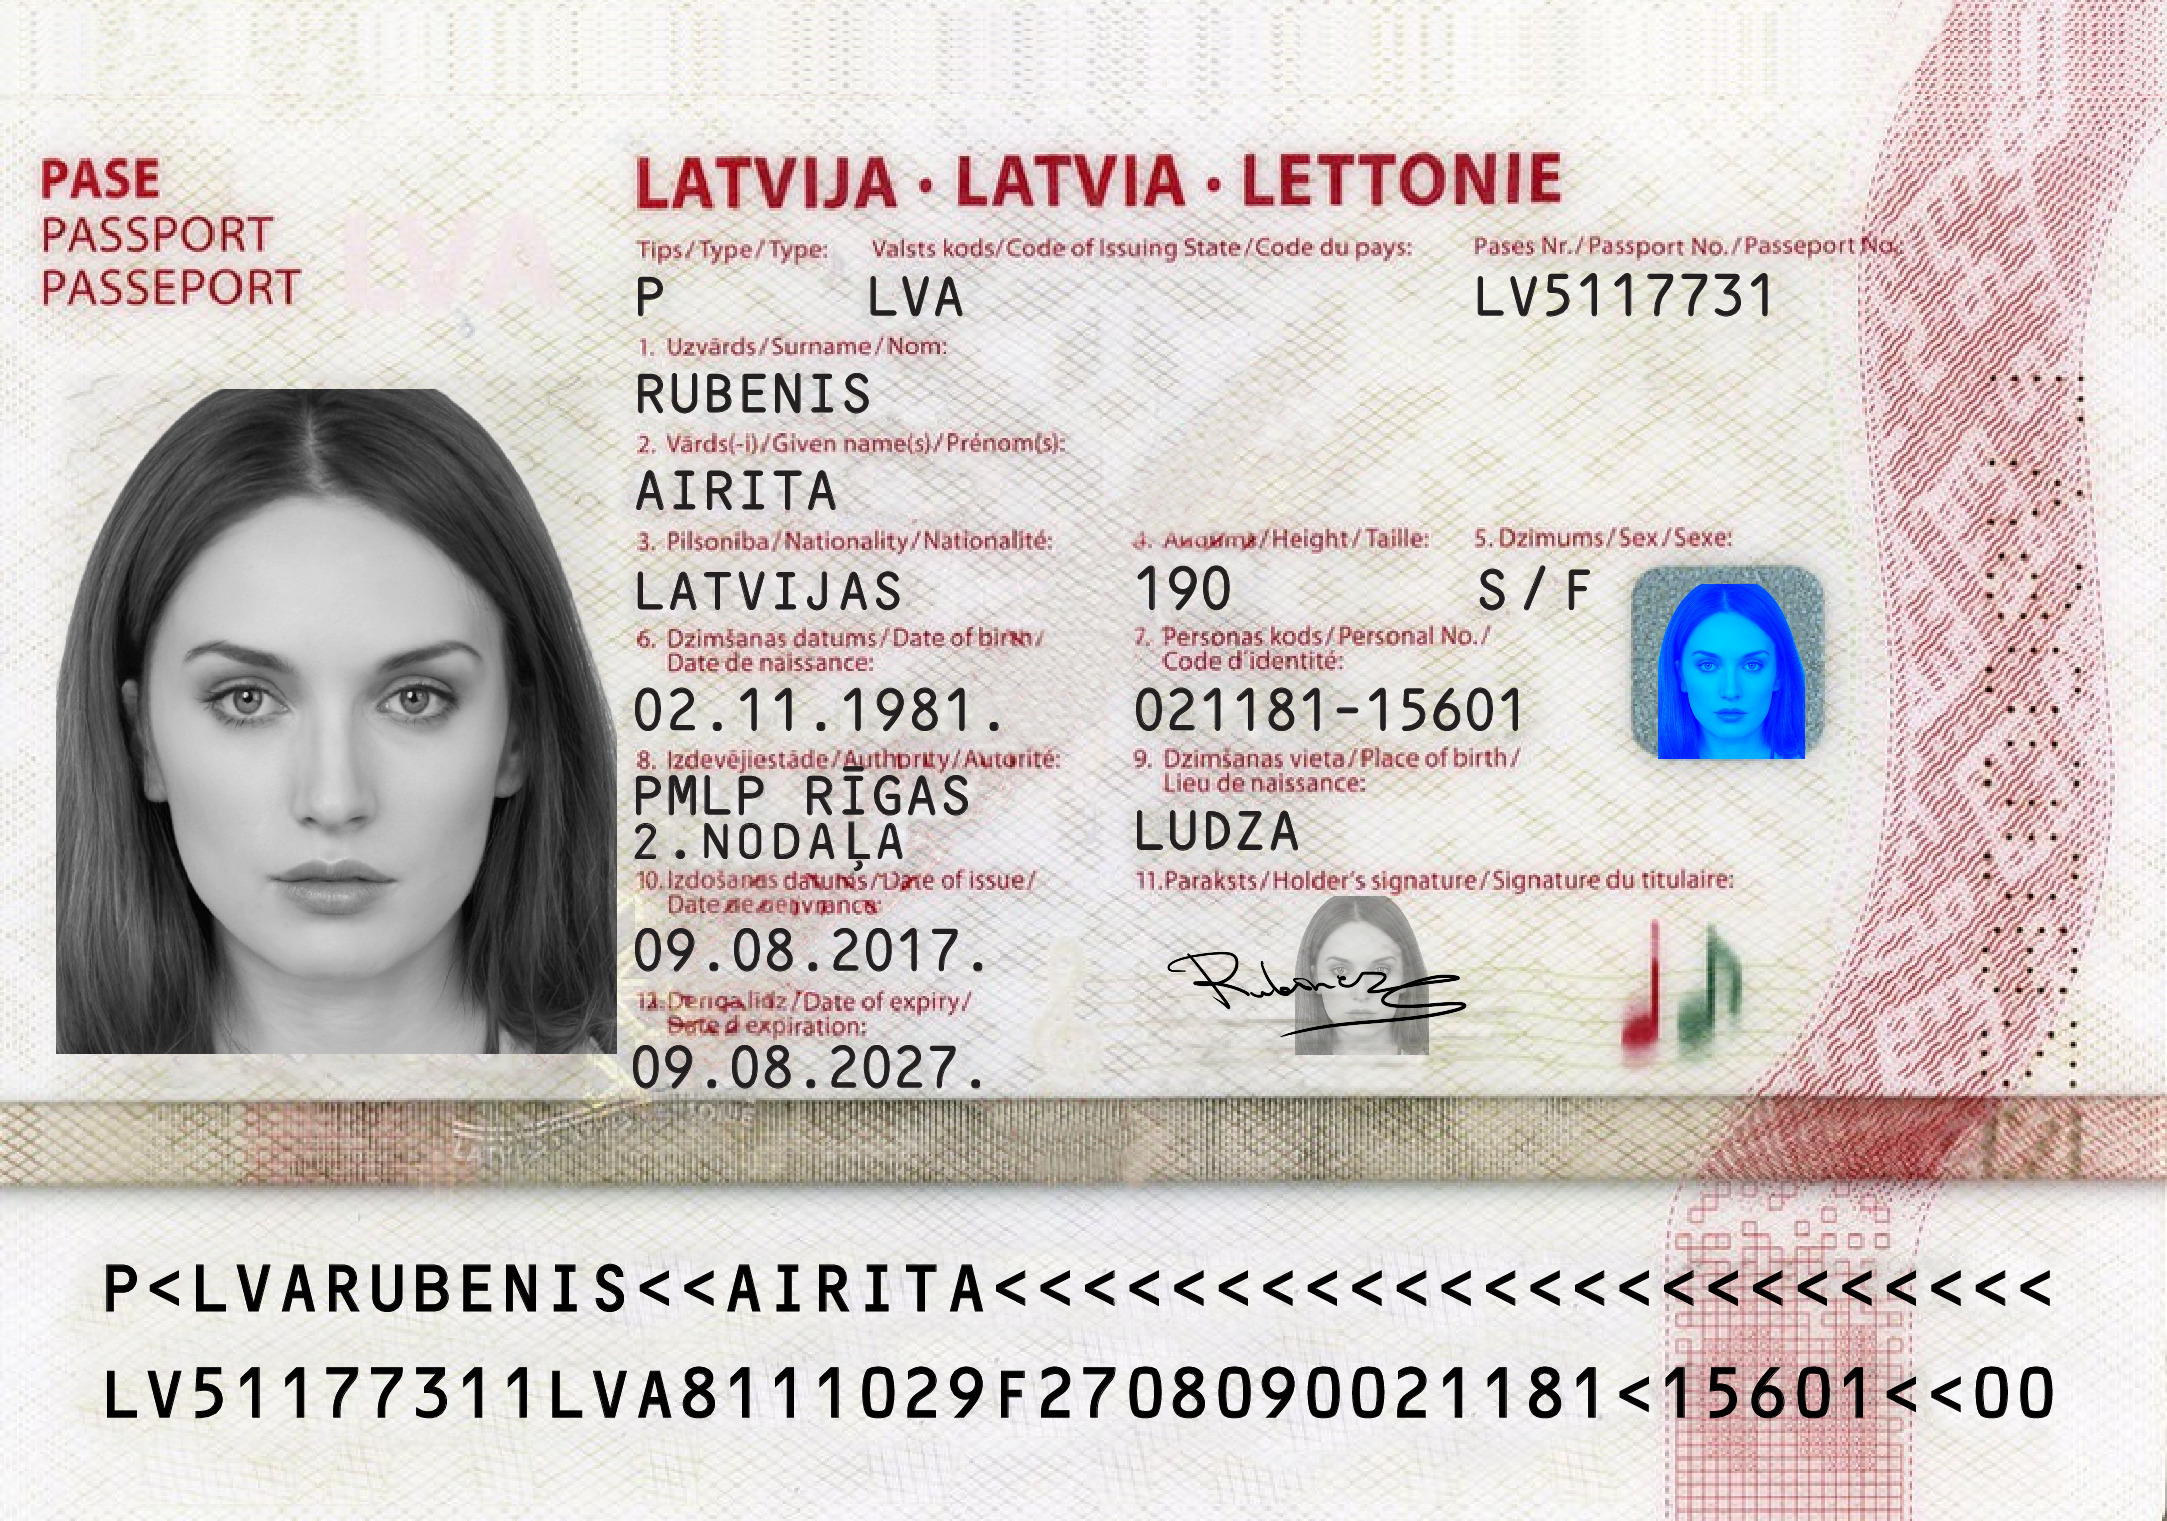 PASE
PASSPORT
PASSEPORT
LVA
LATVIJA · LATVIA · LETTONIE
Tips/Type/Type: Valsts kods/Code of Issuing State/Code du pays: Pases Nr./Passport No./Passeport No.:
P LVA LV5117731
1. Uzvārds/Surname/Nom:
RUBENIS
2. Vārds(-i)/Given name(s)/Prénom(s):
AIRITA
3. Pilsonība/Nationality/Nationalité: 4. /Height/Taille: 5. Dzimums/Sex/Sexe:
LATVIJAS 190 S / F
6. Dzimšanas datums/Date of birth/ 7. Personas kods/Personal No./
Date de naissance: Code d'identité:
02.11.1981. 021181-15601
8. Izdevējiestāde/Authority/Autorité: 9. Dzimšanas vieta/Place of birth/
Lieu de naissance:
PMLP RĪGAS
2.NODAĻA LUDZA
10. Izdošanas datums/Date of issue/ 11. Paraksts/Holder's signature/Signature du titulaire:
Date de
09.08.2017.
Rubenis
12. /Date of expiry/
Date d expiration:
09.08.2027.
P<LVARUBENIS<<AIRITA<<<<<<<<<<<<<<<<<<<<<<<<
LV51177311LVA8111029F2708090021181<15601<<00